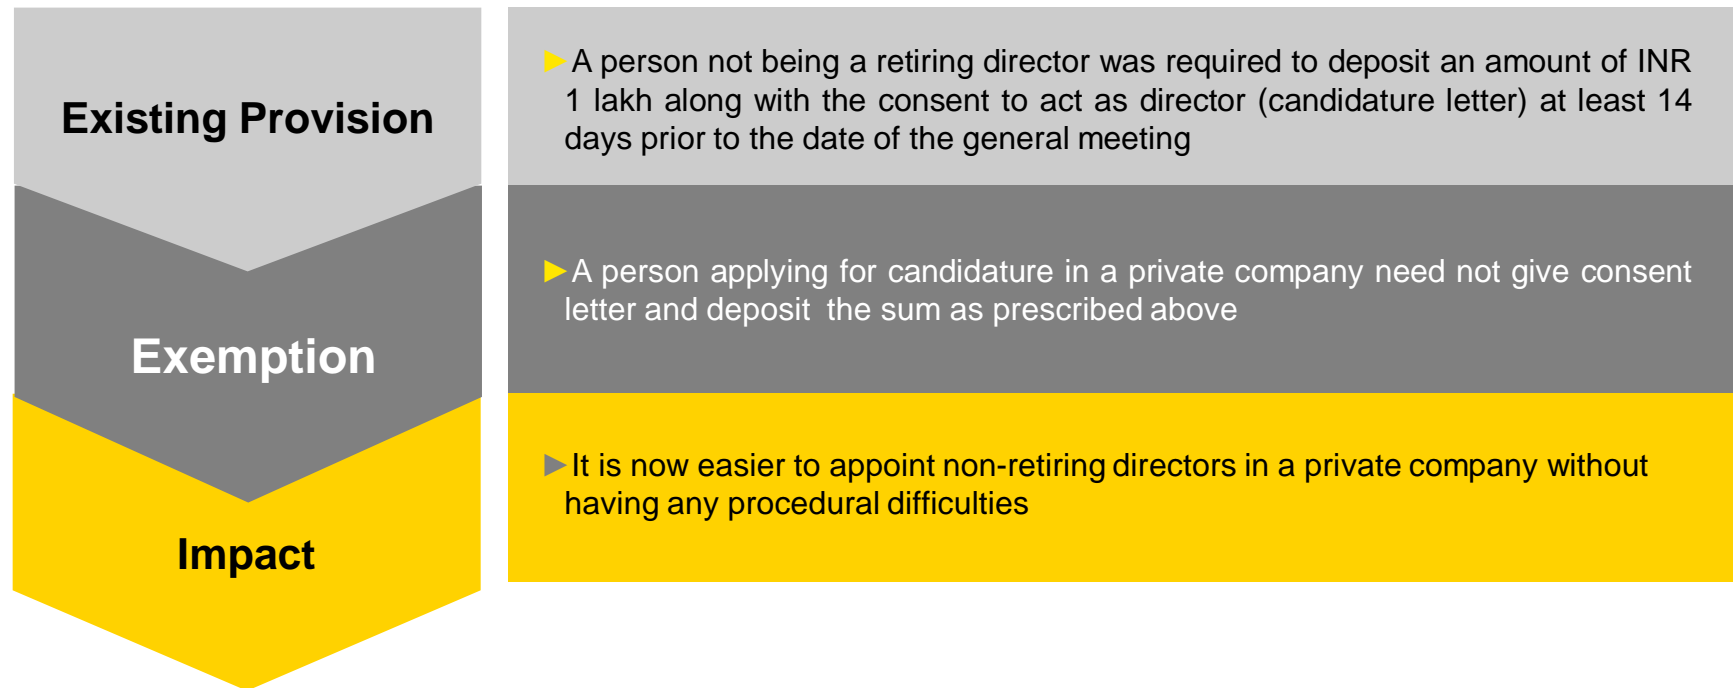 Existing Provision
►A person not being a retiring director was required to deposit an amount of INR
1 lakh along with the consent to act as director (candidature letter) at least 14
days prior to the date of the general meeting
Exemption
►A person applying for candidature in a private company need not give consent
letter and deposit the sum as prescribed above
Impact
►It is now easier to appoint non-retiring directors in a private company without
having any procedural difficulties